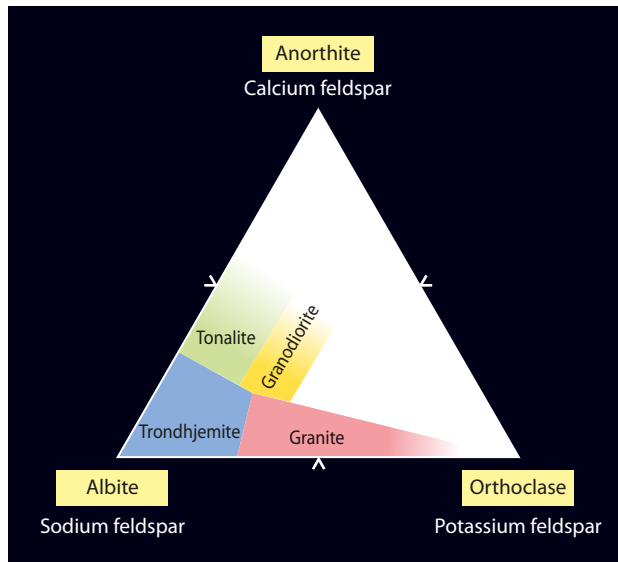 Anorthite
Calcium feldspar
Tonalite
Granodiorite
Trondhjemite
Granite
Albite
Orthoclase
Sodium feldspar
Potassium feldspar